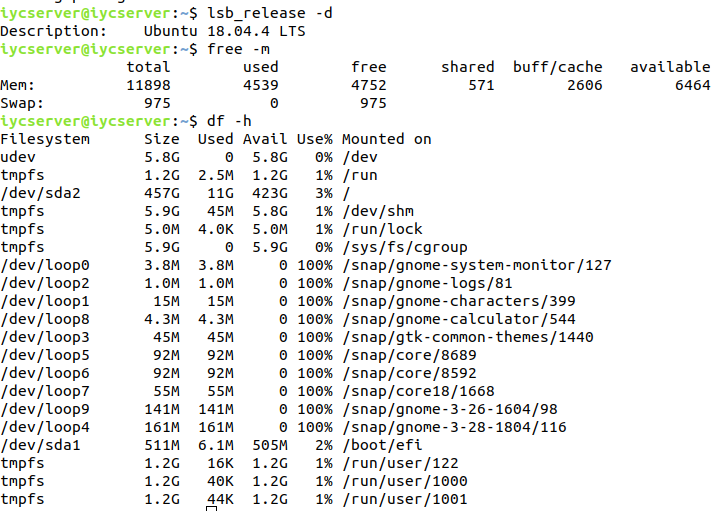 iycserver@iycserver:~$ lsb_release -d
Description:    Ubuntu 18.04.4 LTS
iycserver@iycserver:~$ free -m
              total        used        free      shared  buff/cache   available
Mem:          11898        4539        4752         571        2606        6464
Swap:           975           0         975
iycserver@iycserver:~$ df -h
Filesystem      Size  Used Avail Use% Mounted on
udev            5.8G     0  5.8G   0% /dev
tmpfs           1.2G  2.5M  1.2G   1% /run
/dev/sda2       457G   11G  423G   3% /
tmpfs           5.9G   45M  5.8G   1% /dev/shm
tmpfs           5.0M  4.0K  5.0M   1% /run/lock
tmpfs           5.9G     0  5.9G   0% /sys/fs/cgroup
/dev/loop0      3.8M  3.8M     0 100% /snap/gnome-system-monitor/127
/dev/loop2      1.0M  1.0M     0 100% /snap/gnome-logs/81
/dev/loop1       15M   15M     0 100% /snap/gnome-characters/399
/dev/loop8      4.3M  4.3M     0 100% /snap/gnome-calculator/544
/dev/loop3       45M   45M     0 100% /snap/gtk-common-themes/1440
/dev/loop5       92M   92M     0 100% /snap/core/8689
/dev/loop6       92M   92M     0 100% /snap/core/8592
/dev/loop7       55M   55M     0 100% /snap/core18/1668
/dev/loop9      141M  141M     0 100% /snap/gnome-3-26-1604/98
/dev/loop4      161M  161M     0 100% /snap/gnome-3-28-1804/116
/dev/sda1       511M  6.1M  505M   2% /boot/efi
tmpfs           1.2G   16K  1.2G   1% /run/user/122
tmpfs           1.2G   40K  1.2G   1% /run/user/1000
tmpfs           1.2G   44K  1.2G   1% /run/user/1001